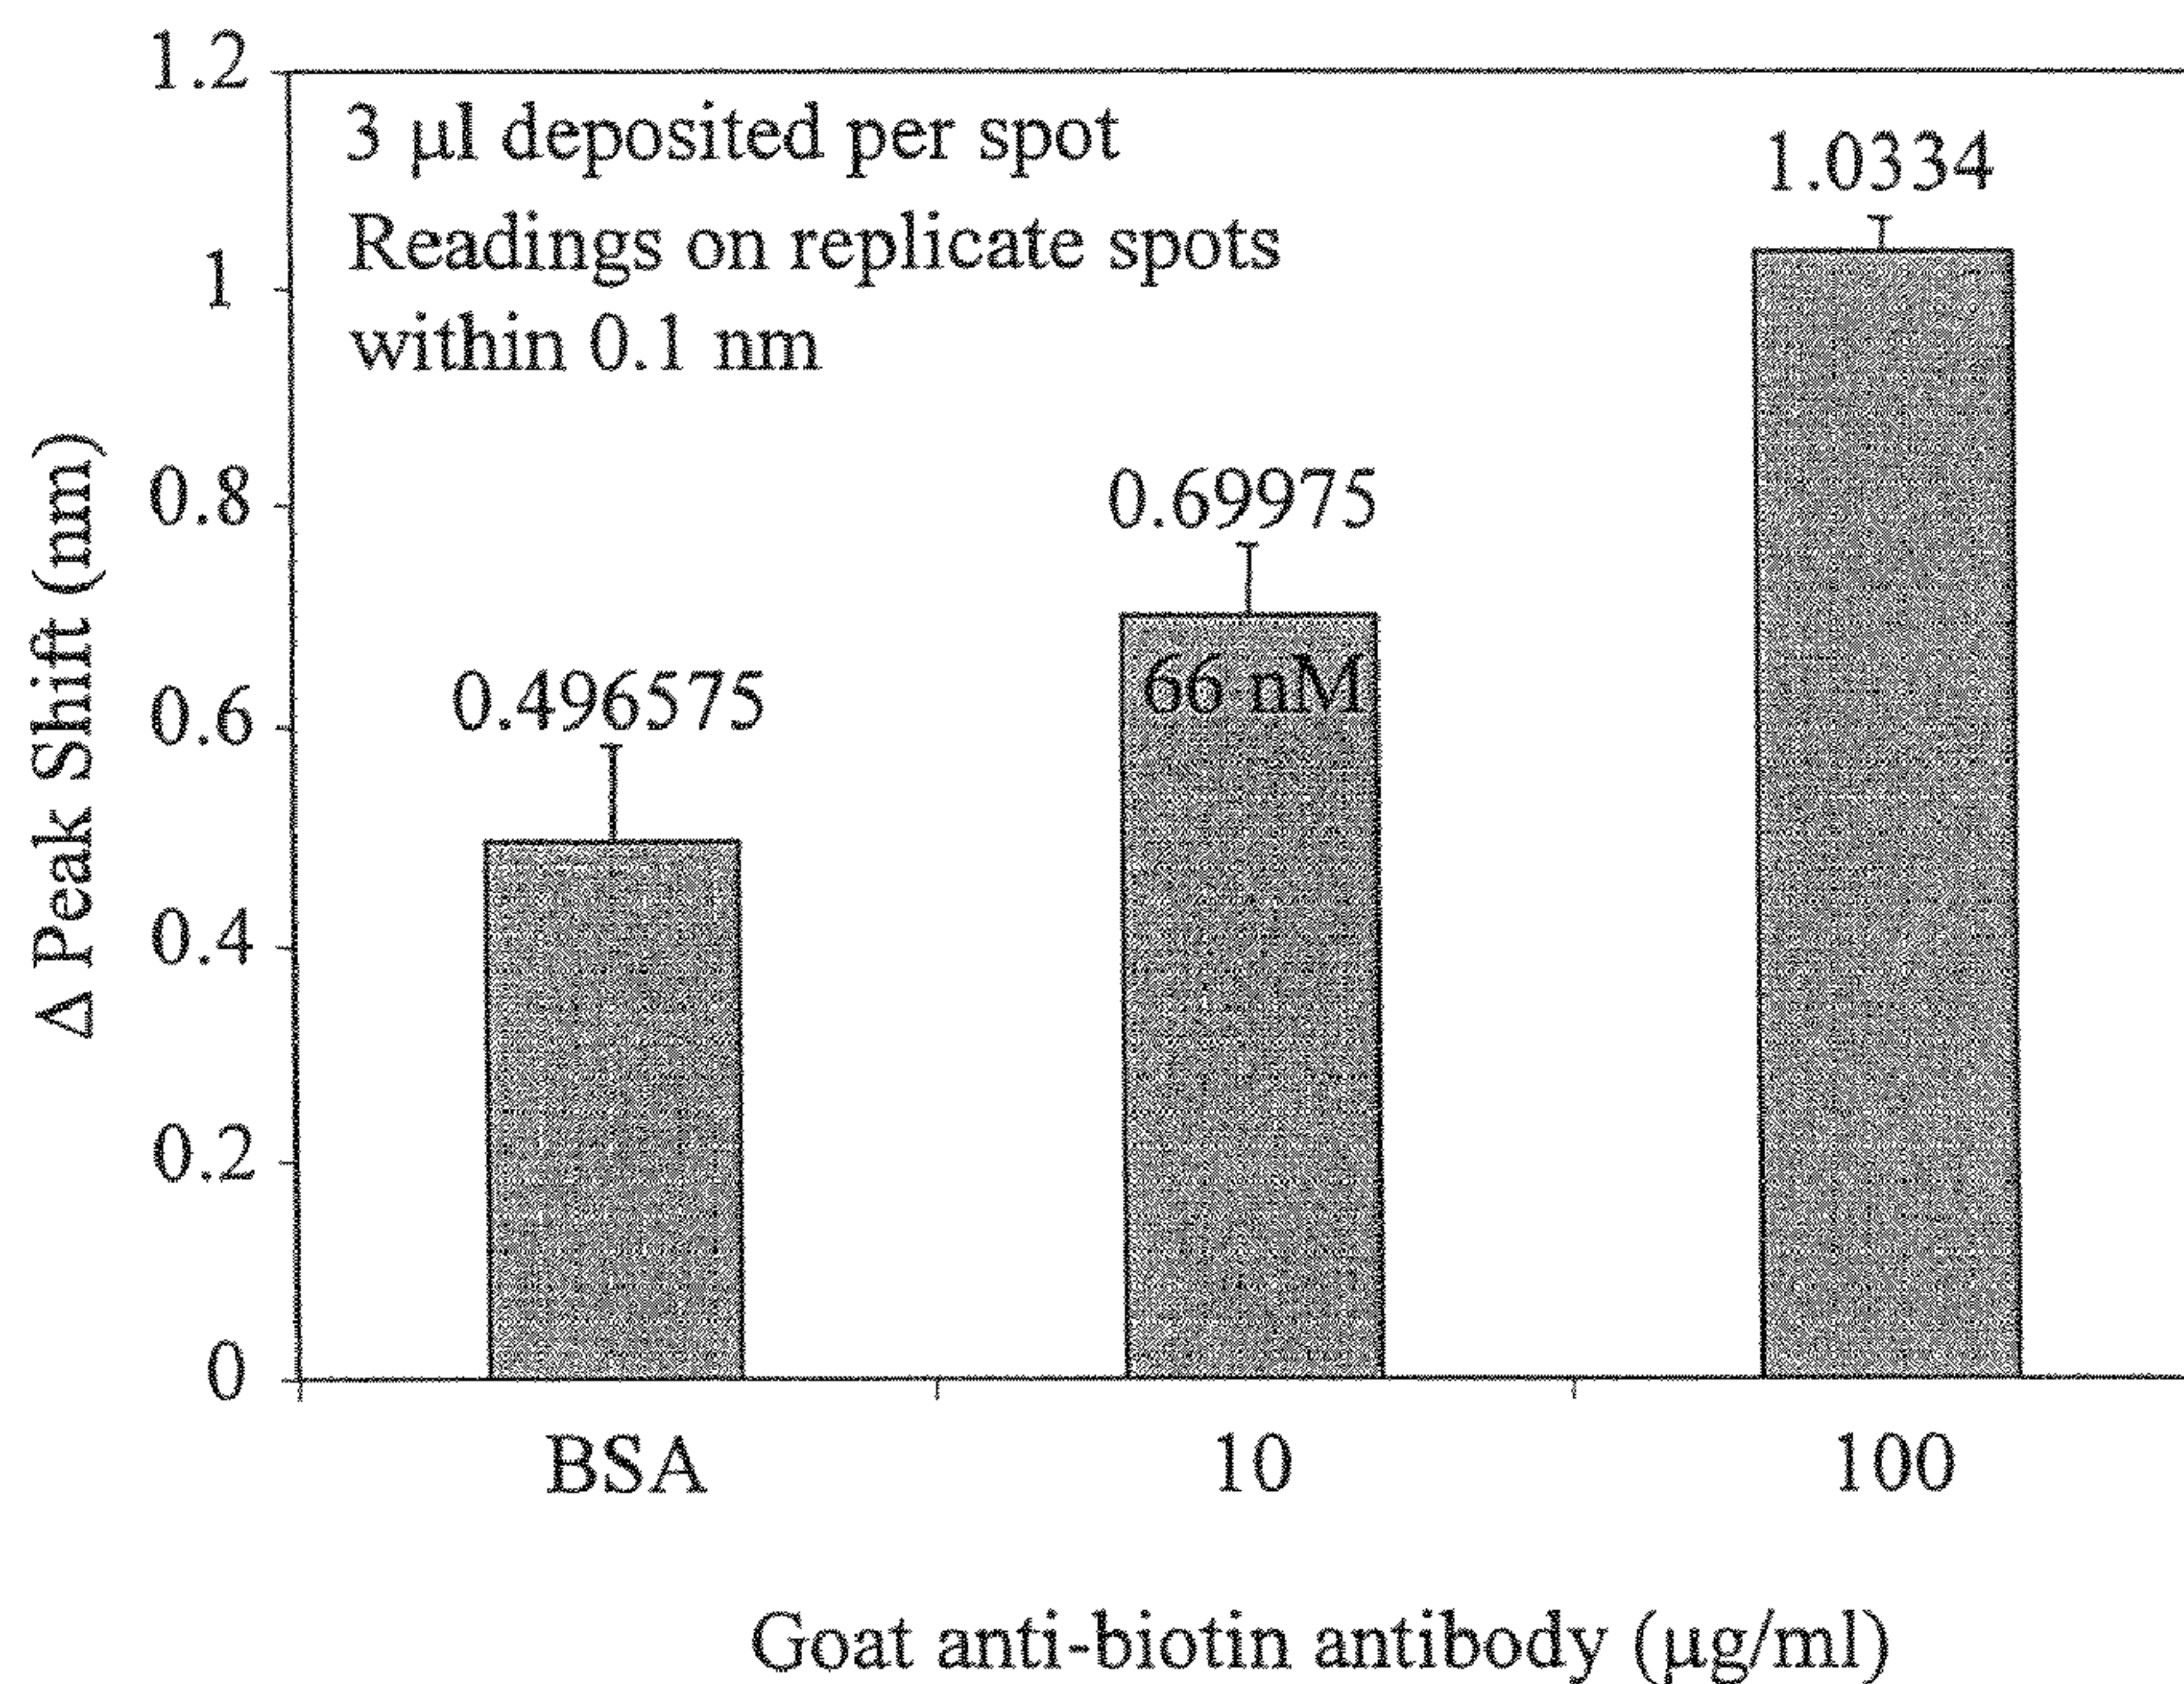 1.2
1
0.8
0.6
0.4
0.2
0
Δ Peak Shift (nm)
3 μl deposited per spot
Readings on replicate spots
within 0.1 nm
0.496575
0.69975
66 nM
1.0334
BSA
10
100
Goat anti-biotin antibody (μg/ml)